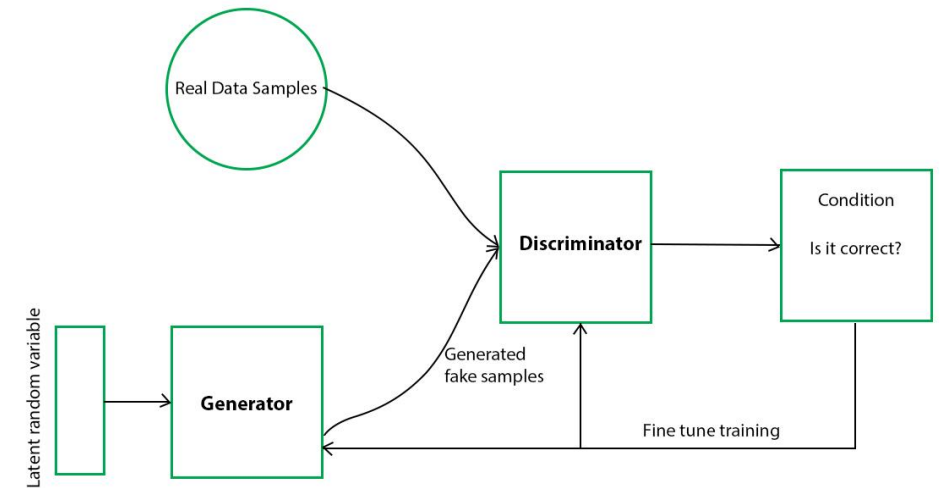 Real Data Samples
Condition
Is it correct?
Discriminator
Latent random variable
Generator
Generated
fake samples
Fine tune training